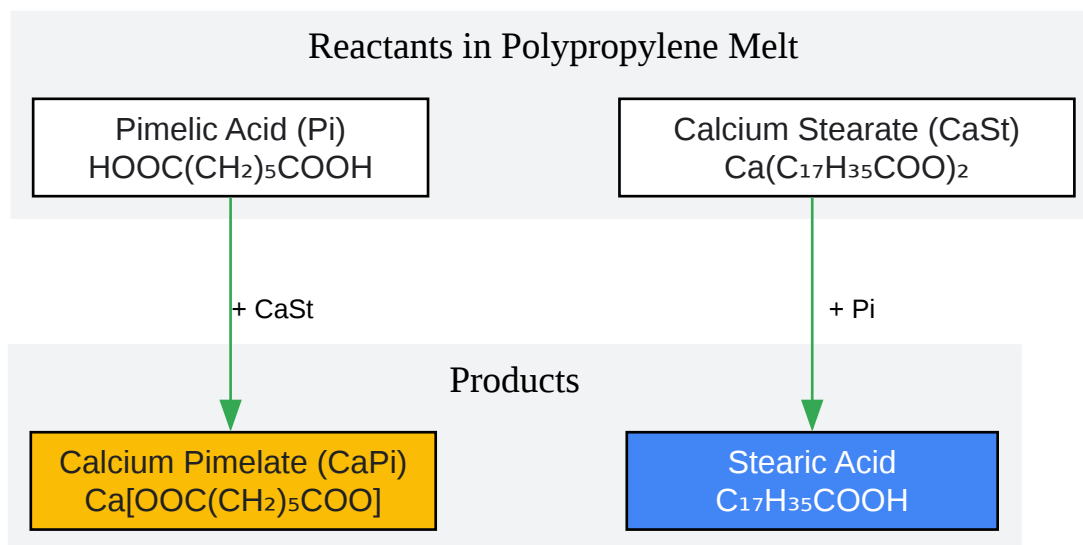 Reactants in Polypropylene Melt
Pimelic Acid (Pi)
HOOC(CH₂)₅COOH
Calcium Stearate (CaSt)
Ca(C₁₇H₃₅COO)₂
+ CaSt
+ Pi
Products
Calcium Pimelate (CaPi)
Ca[OOC(CH₂)₅COO]
Stearic Acid
C₁₇H₃₅COOH